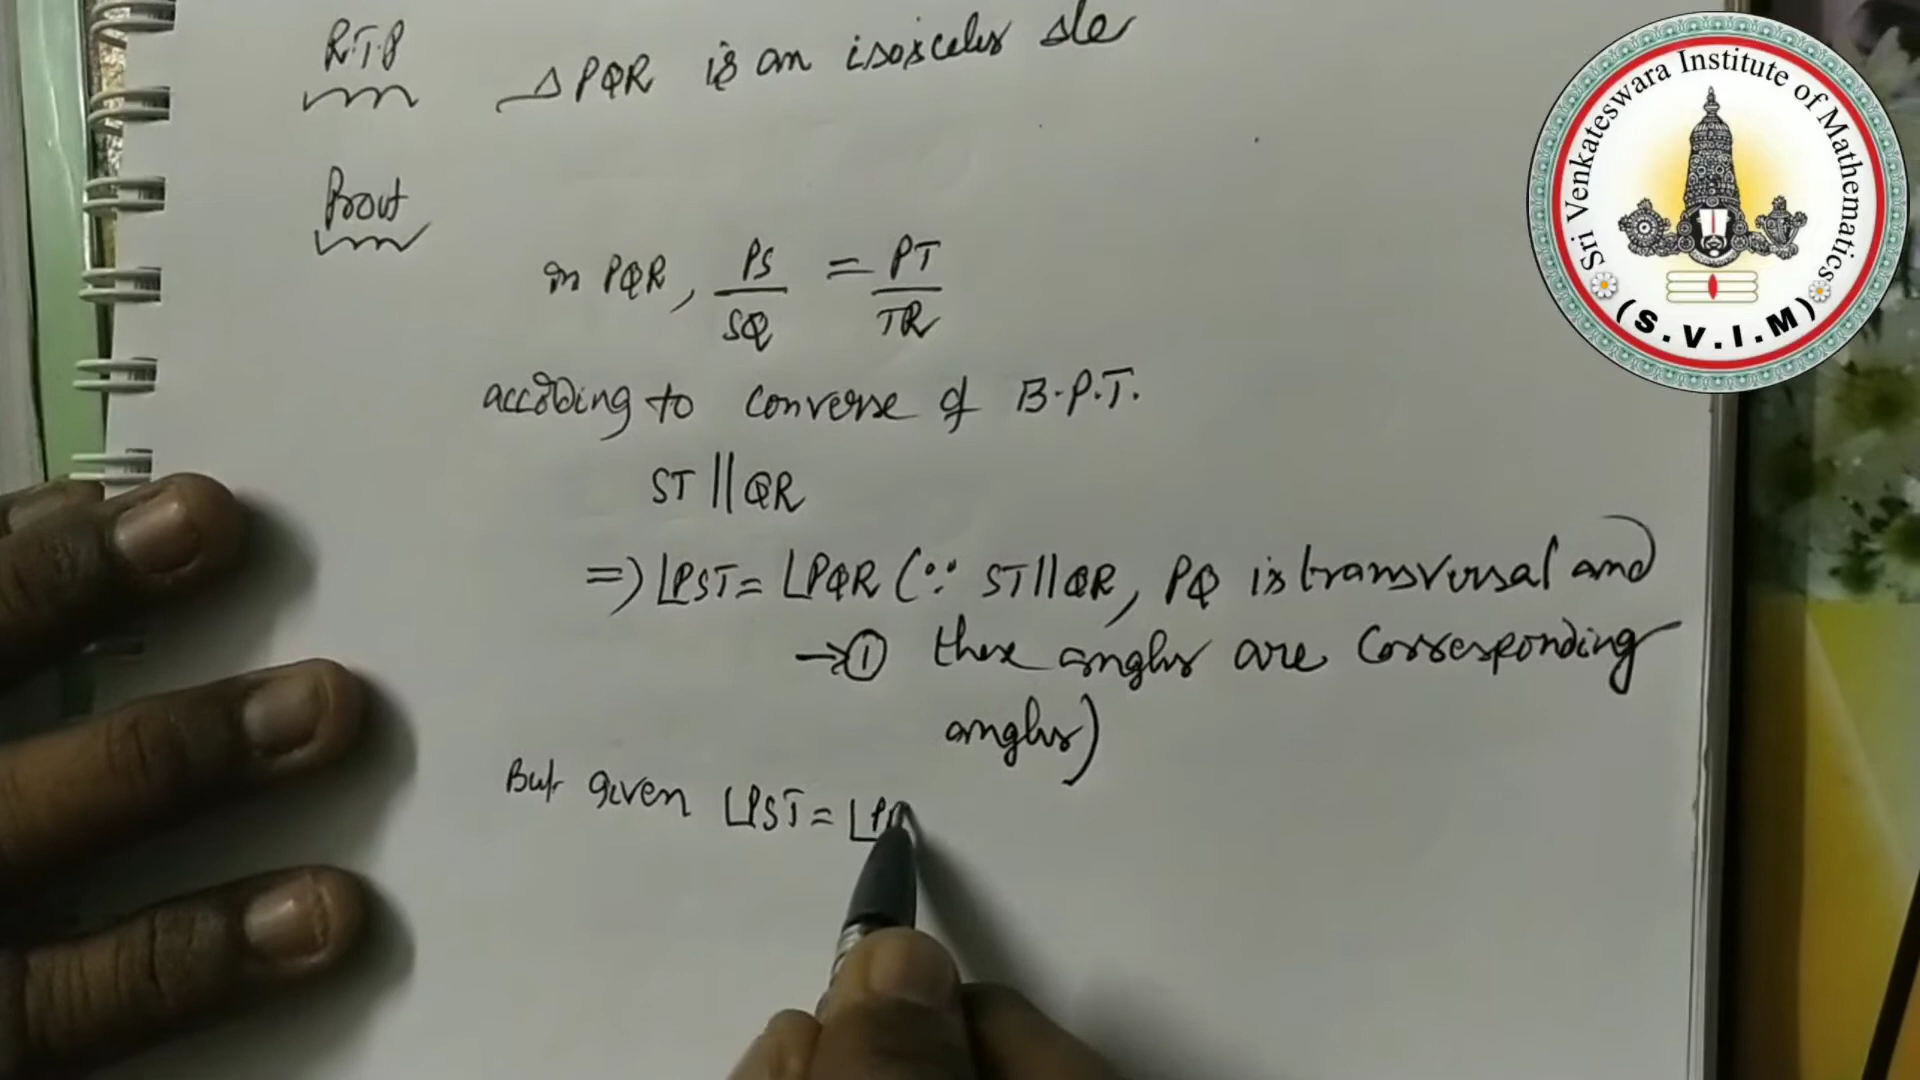 R.T.P
△ PQR is an isosceles sle
Proof
in PQR, PS/SQ = PT/TR
according to converse of B.P.T.
ST || QR
=> ∠PST = ∠PQR (∵ ST || QR, PQ is transversal and
→① these angles are corresponding
angles)
But given ∠PST = ∠P
Sri Venkateswara Institute of Mathematics
(S.V.I.M)